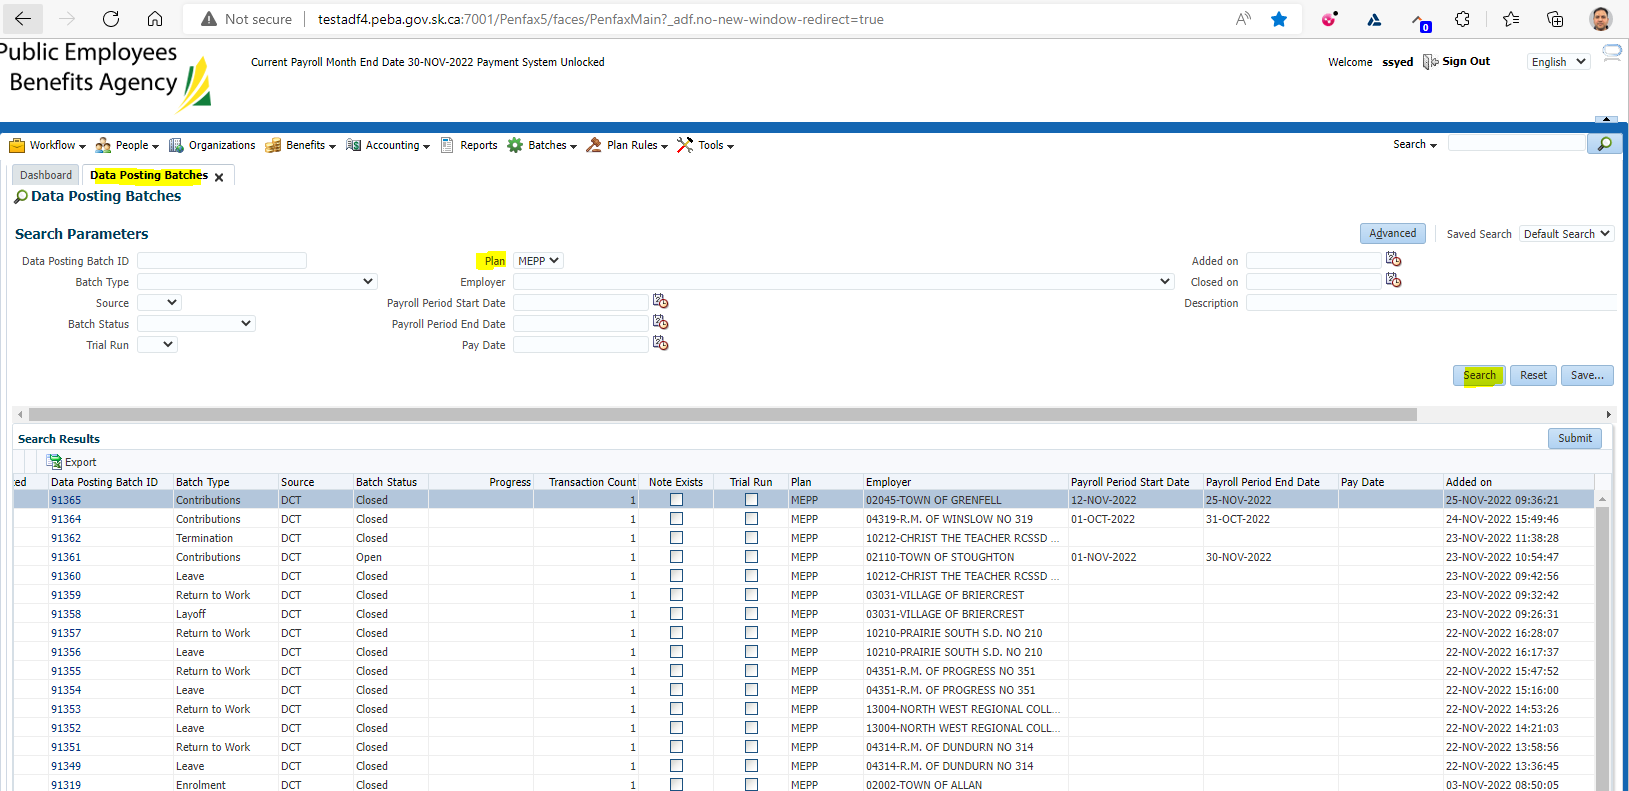 Not secure | testadf4.peba.gov.sk.ca:7001/Penfax5/faces/PenfaxMain?_adf.no-new-window-redirect=true 0
Public Employees
Benefits Agency
Current Payroll Month End Date 30-NOV-2022 Payment System Unlocked
Welcome ssyed Sign Out English
Workflow People Organizations Benefits Accounting Reports Batches Plan Rules Tools Search
Dashboard Data Posting Batches
Data Posting Batches
Search Parameters Advanced Saved Search Default Search
Data Posting Batch ID Plan MEPP Added on
Batch Type Employer Closed on
Source Payroll Period Start Date Description
Batch Status Payroll Period End Date
Trial Run Pay Date
Search Reset Save...
Search Results Submit
Export
ted Data Posting Batch ID Batch Type Source Batch Status Progress Transaction Count Note Exists Trial Run Plan Employer Payroll Period Start Date Payroll Period End Date Pay Date Added on
91365 Contributions DCT Closed 1 MEPP 02045-TOWN OF GRENFELL 12-NOV-2022 25-NOV-2022 25-NOV-2022 09:36:21
91364 Contributions DCT Closed 1 MEPP 04319-R.M. OF WINSLOW NO 319 01-OCT-2022 31-OCT-2022 24-NOV-2022 15:49:46
91362 Termination DCT Closed 1 MEPP 10212-CHRIST THE TEACHER RCSSD ... 23-NOV-2022 11:38:28
91361 Contributions DCT Open 1 MEPP 02110-TOWN OF STOUGHTON 01-NOV-2022 30-NOV-2022 23-NOV-2022 10:54:47
91360 Leave DCT Closed 1 MEPP 10212-CHRIST THE TEACHER RCSSD ... 23-NOV-2022 09:42:56
91359 Return to Work DCT Closed 1 MEPP 03031-VILLAGE OF BRIERCREST 23-NOV-2022 09:32:42
91358 Layoff DCT Closed 1 MEPP 03031-VILLAGE OF BRIERCREST 23-NOV-2022 09:26:31
91357 Return to Work DCT Closed 1 MEPP 10210-PRAIRIE SOUTH S.D. NO 210 22-NOV-2022 16:28:07
91356 Leave DCT Closed 1 MEPP 10210-PRAIRIE SOUTH S.D. NO 210 22-NOV-2022 16:17:37
91355 Return to Work DCT Closed 1 MEPP 04351-R.M. OF PROGRESS NO 351 22-NOV-2022 15:47:52
91354 Leave DCT Closed 1 MEPP 04351-R.M. OF PROGRESS NO 351 22-NOV-2022 15:16:00
91353 Return to Work DCT Closed 1 MEPP 13004-NORTH WEST REGIONAL COLL... 22-NOV-2022 14:53:26
91352 Leave DCT Closed 1 MEPP 13004-NORTH WEST REGIONAL COLL... 22-NOV-2022 14:21:03
91351 Return to Work DCT Closed 1 MEPP 04314-R.M. OF DUNDURN NO 314 22-NOV-2022 13:58:56
91349 Leave DCT Closed 1 MEPP 04314-R.M. OF DUNDURN NO 314 22-NOV-2022 13:36:45
91319 Enrolment DCT Closed 1 MEPP 02002-TOWN OF ALLAN 03-NOV-2022 08:50:05